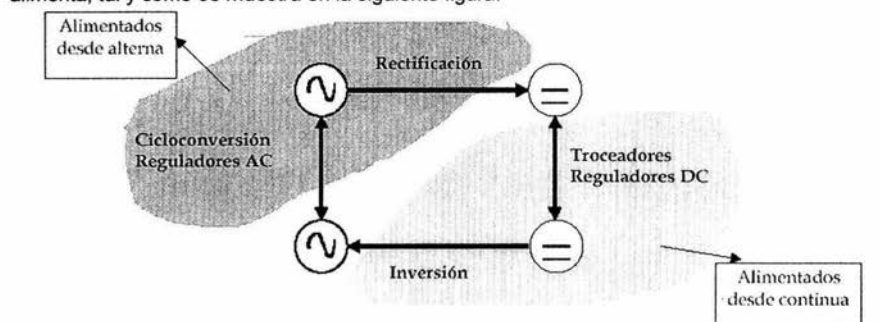 alimenta, tal y como se muestra en la siguiente figura.
Alimentados
desde alterna
Rectificación
Cicloconversión
Reguladores AC
Troceadores
Reguladores DC
Inversión
Alimentados
desde continua